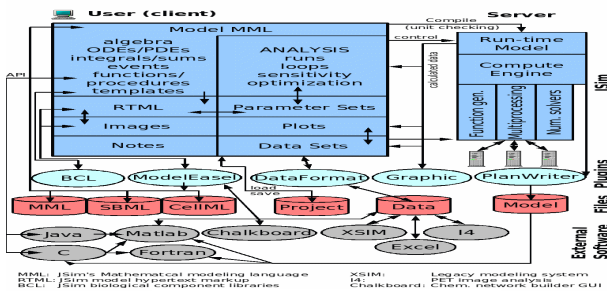 User (client)
Server
Model MML
Compile
(unit checking)
algebra
ODEs/PDEs
integrals/sums
events
functions/
procedures
templates
ANALYSIS
runs
loops
sensitivity
optimization
control
calculated data
Run-time
Model
Compute
Engine
JSim
API
RTML
Parameter Sets
Function gen.
Multiprocessing
Num. solvers
Images
Plots
Notes
Data Sets
BCL
ModelEasel
DataFormat
Graphic
PlanWriter
Plugins
load
save
MML
SBML
CellML
Project
Data
Model
Files
Java
Matlab
Chalkboard
XSIM
I4
C
Fortran
Excel
External
Software
MML: JSim's Mathematcal modeling language
RTML: JSim model hypertext markup
BCL: JSim biological component libraries
XSIM: Legacy modeling system
I4: PET image analysis
Chalkboard: Chem. network builder GUI